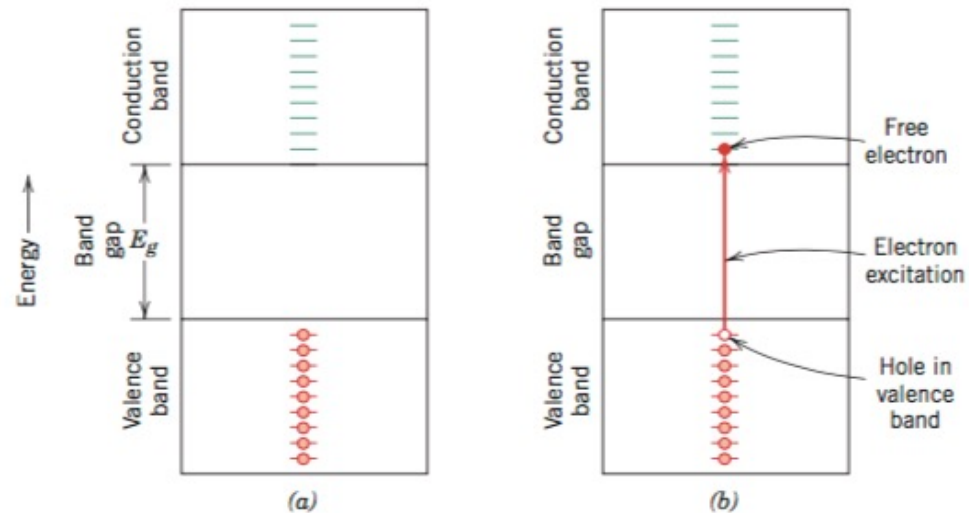 Energy
Conduction
band
Band
gap
E_g
Valence
band
(a)
Conduction
band
Band
gap
Valence
band
Free
electron
Electron
excitation
Hole in
valence
band
(b)